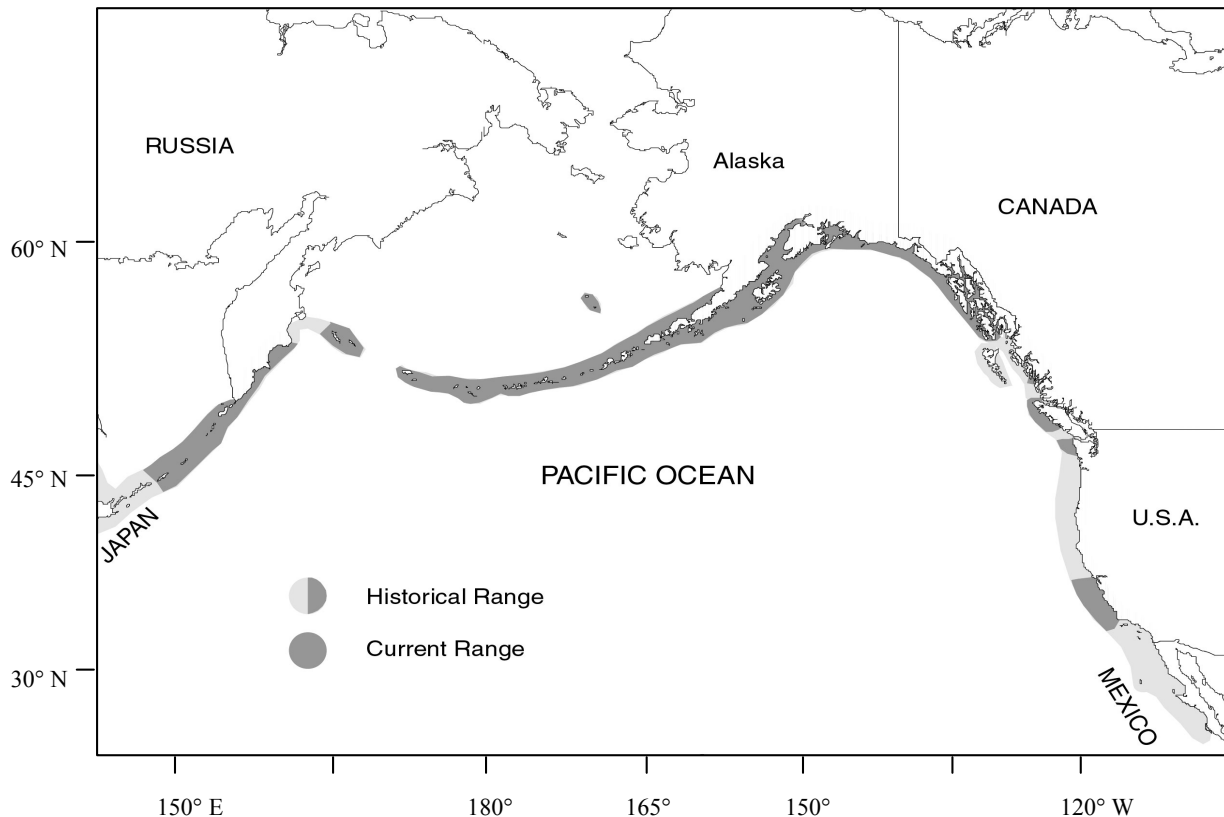 RUSSIA
Alaska
CANADA
60° N
45° N
PACIFIC OCEAN
U.S.A.
JAPAN
Historical Range
Current Range
30° N
MEXICO
150° E
180°
165°
150°
120° W